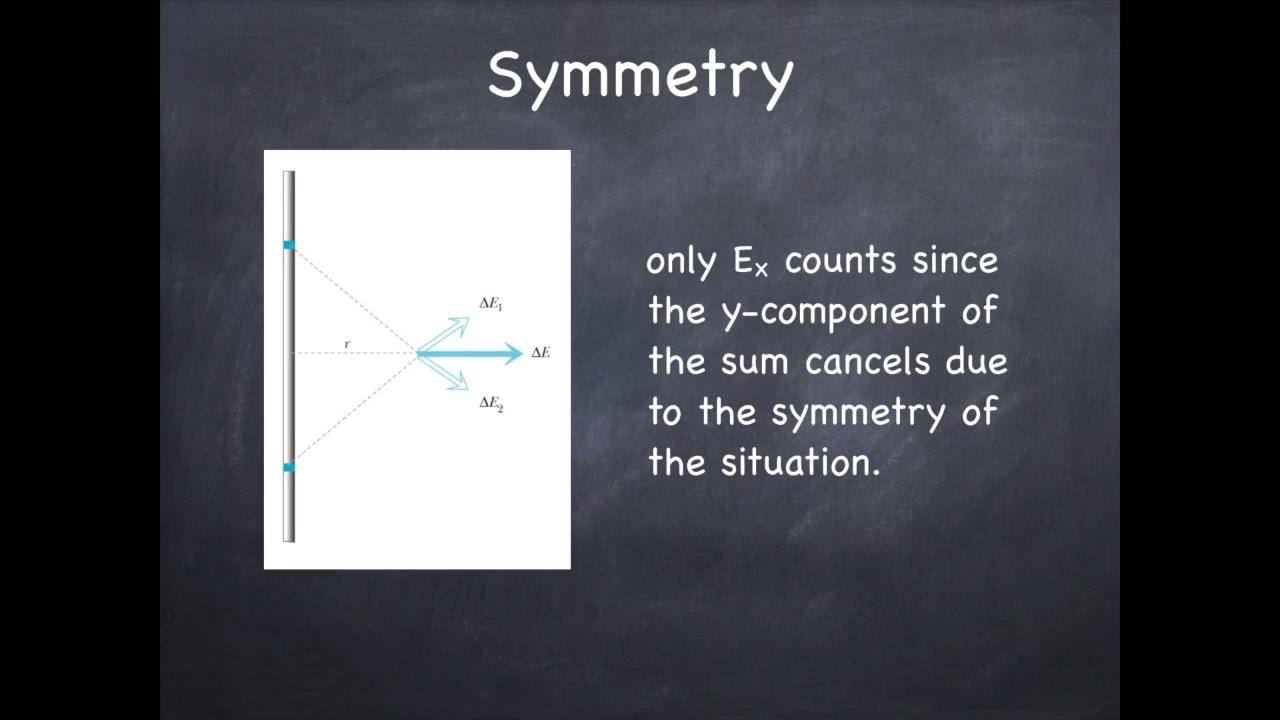 Symmetry
ΔE₁
r
ΔE
ΔE₂
only Eₓ counts since
the y-component of
the sum cancels due
to the symmetry of
the situation.